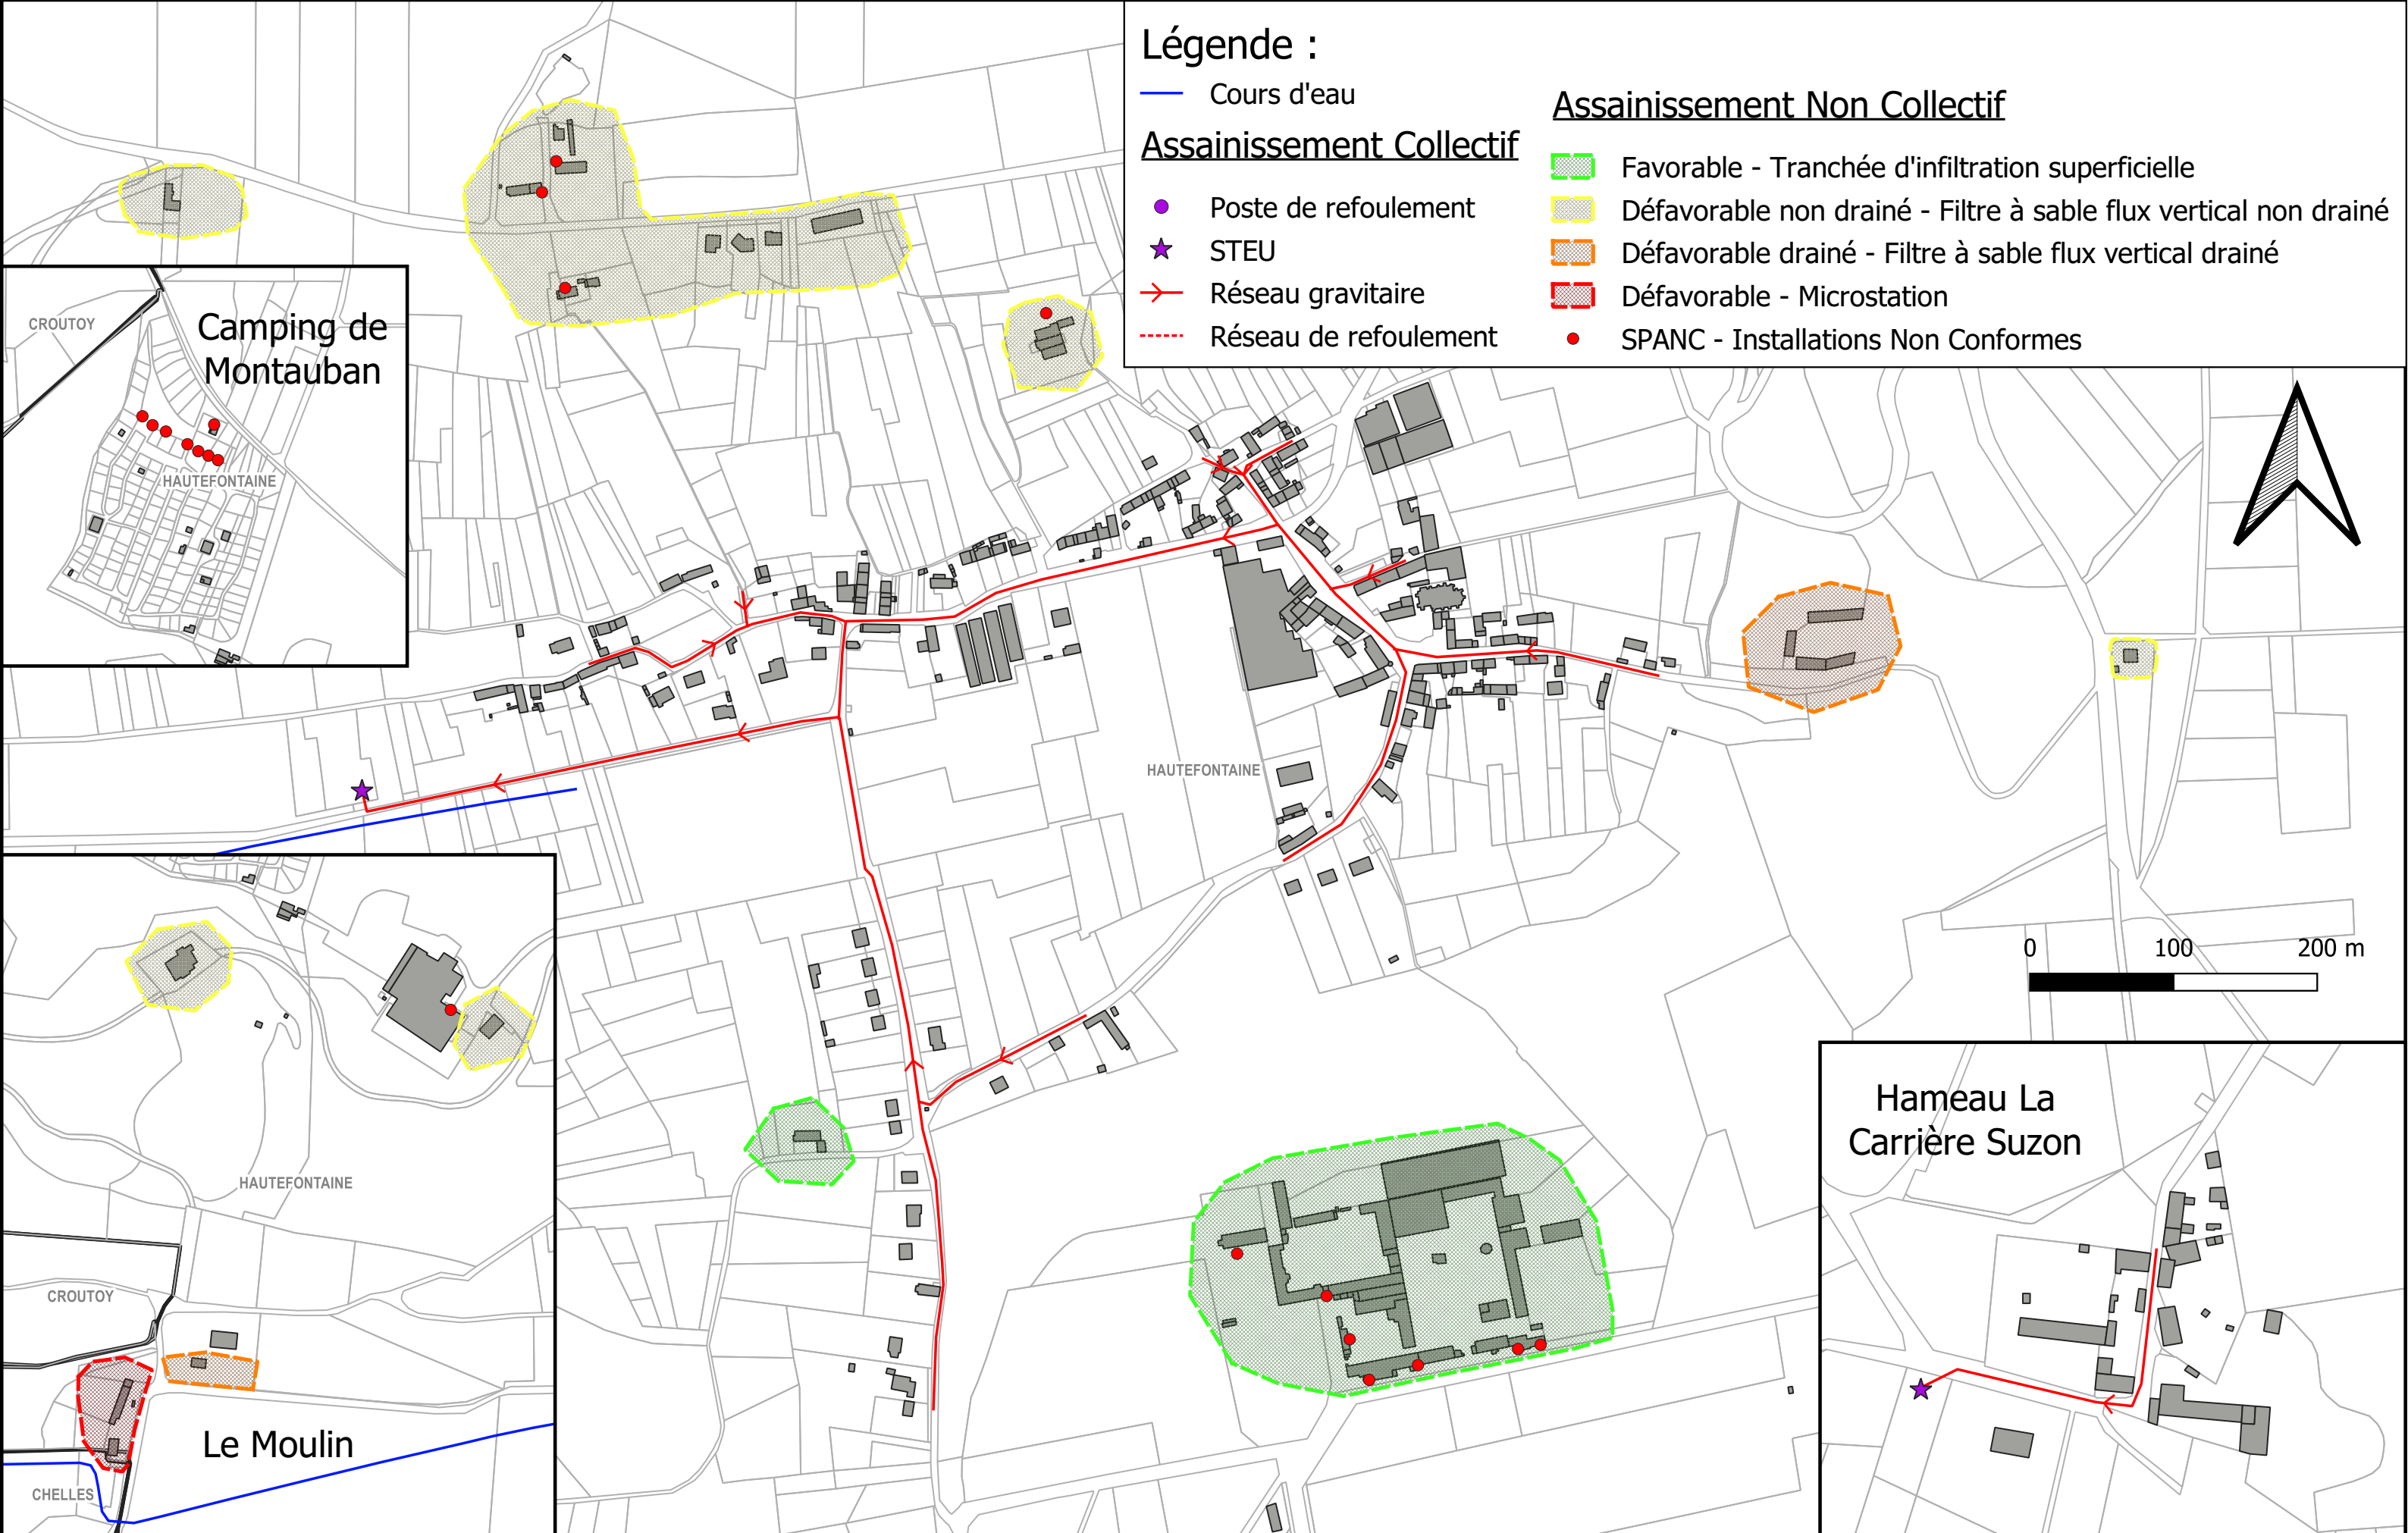 Légende :
Cours d'eau
Assainissement Collectif
Poste de refoulement
STEU
Réseau gravitaire
Réseau de refoulement
Assainissement Non Collectif
Favorable - Tranchée d'infiltration superficielle
Défavorable non drainé - Filtre à sable flux vertical non drainé
Défavorable drainé - Filtre à sable flux vertical drainé
Défavorable - Microstation
SPANC - Installations Non Conformes
CROUTOY
Camping de
Montauban
HAUTEFONTAINE
HAUTEFONTAINE
0 100 200 m
HAUTEFONTAINE
CROUTOY
Le Moulin
CHELLES
Hameau La
Carrière Suzon